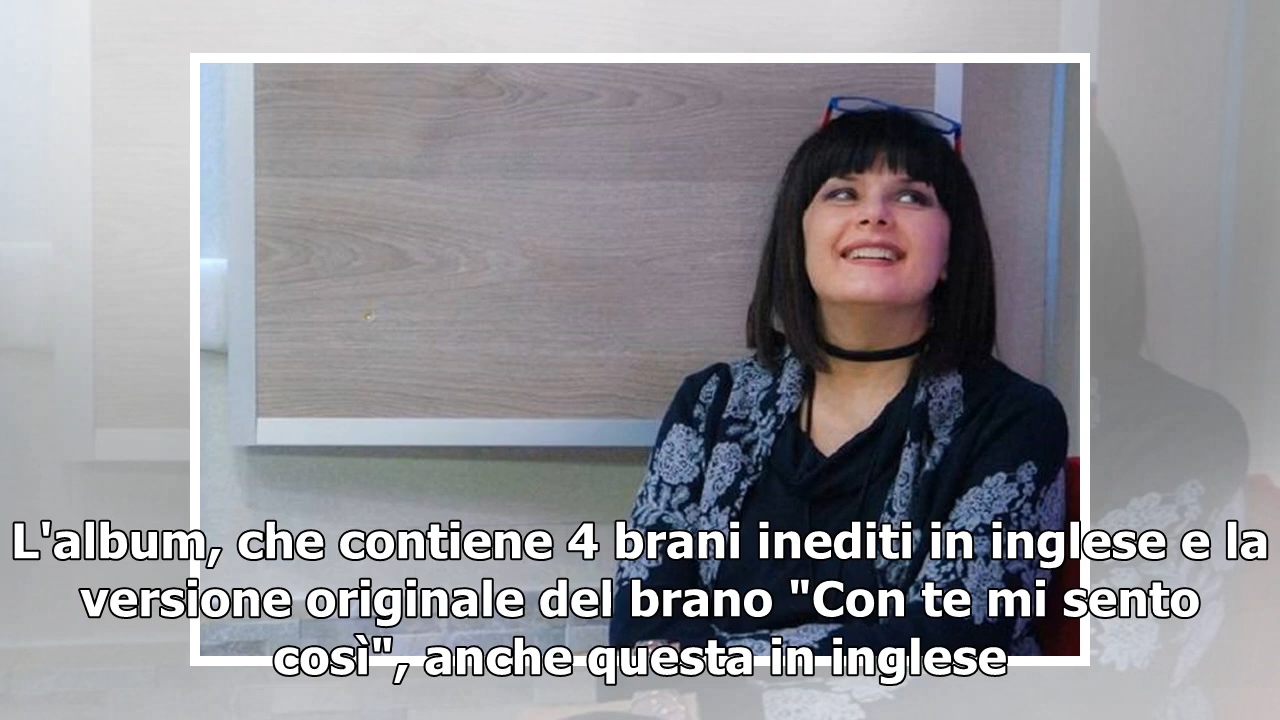 L'album, che contiene 4 brani inediti in inglese e la
versione originale del brano "Con te mi sento
così", anche questa in inglese